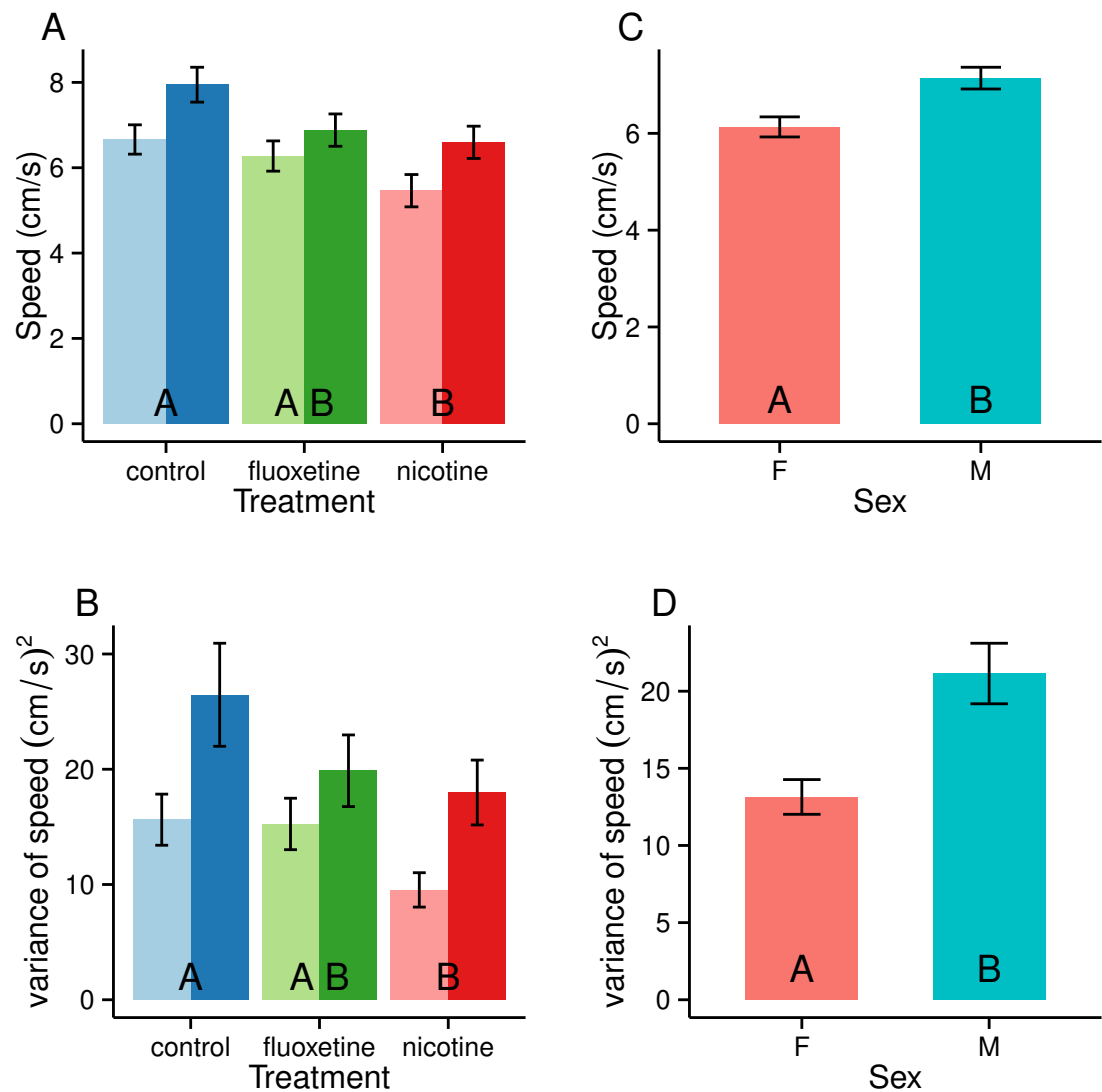 A
Speed (cm/s)
8
6
4
2
0
A
A B
B
control
fluoxetine
nicotine
Treatment
C
Speed (cm/s)
6
4
2
0
A
B
F
M
Sex
B
variance of speed (cm/s)²
30
20
10
0
A
A B
B
control
fluoxetine
nicotine
Treatment
D
variance of speed (cm/s)²
20
15
10
5
0
A
B
F
M
Sex